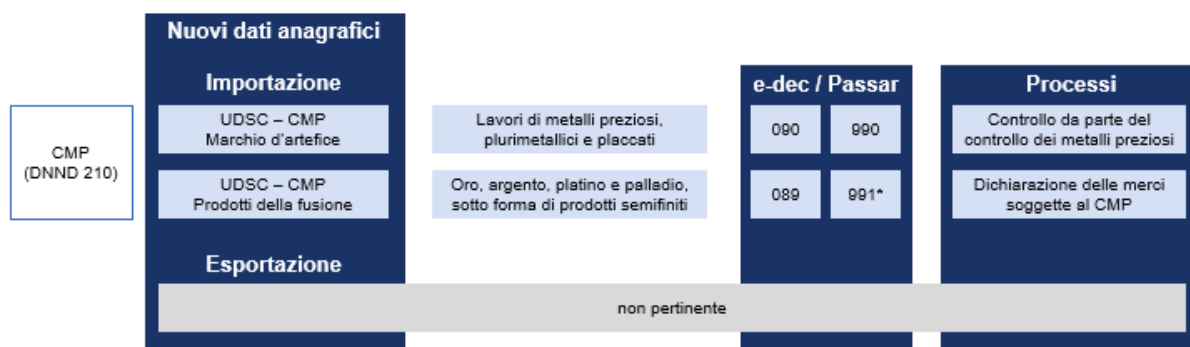 Nuovi dati anagrafici
Importazione
e-dec / Passar
Processi
CMP
(DNND 210)
UDSC – CMP
Marchio d'artefice
Lavori di metalli preziosi,
plurimetallici e placcati
090
990
Controllo da parte del
controllo dei metalli preziosi
UDSC – CMP
Prodotti della fusione
Oro, argento, platino e palladio,
sotto forma di prodotti semifiniti
089
991*
Dichiarazione delle merci
soggette al CMP
Esportazione
non pertinente